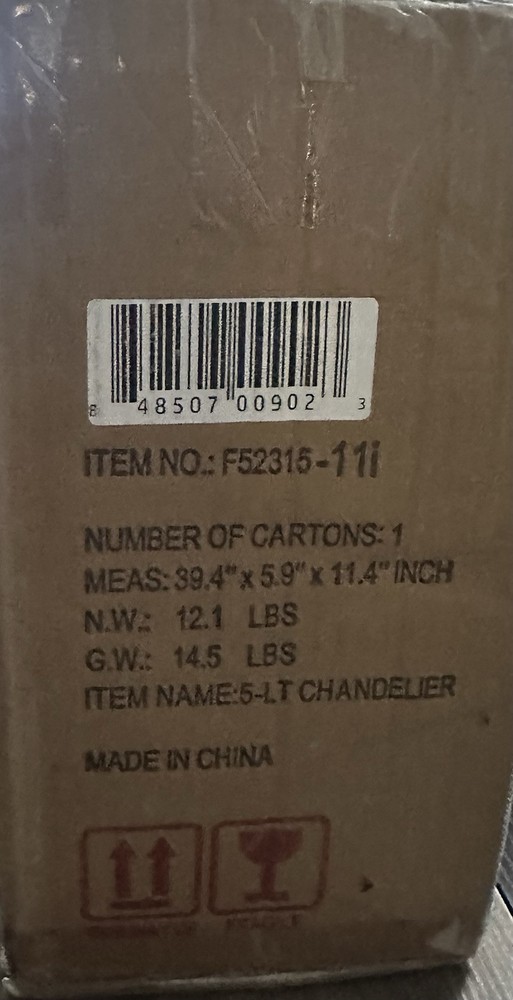 8 48507 00902 3
ITEM NO.: F52315-11i
NUMBER OF CARTONS: 1
MEAS: 39.4" x 5.9" x 11.4" INCH
N.W.: 12.1 LBS
G.W.: 14.5 LBS
ITEM NAME:5-LT CHANDELIER
MADE IN CHINA